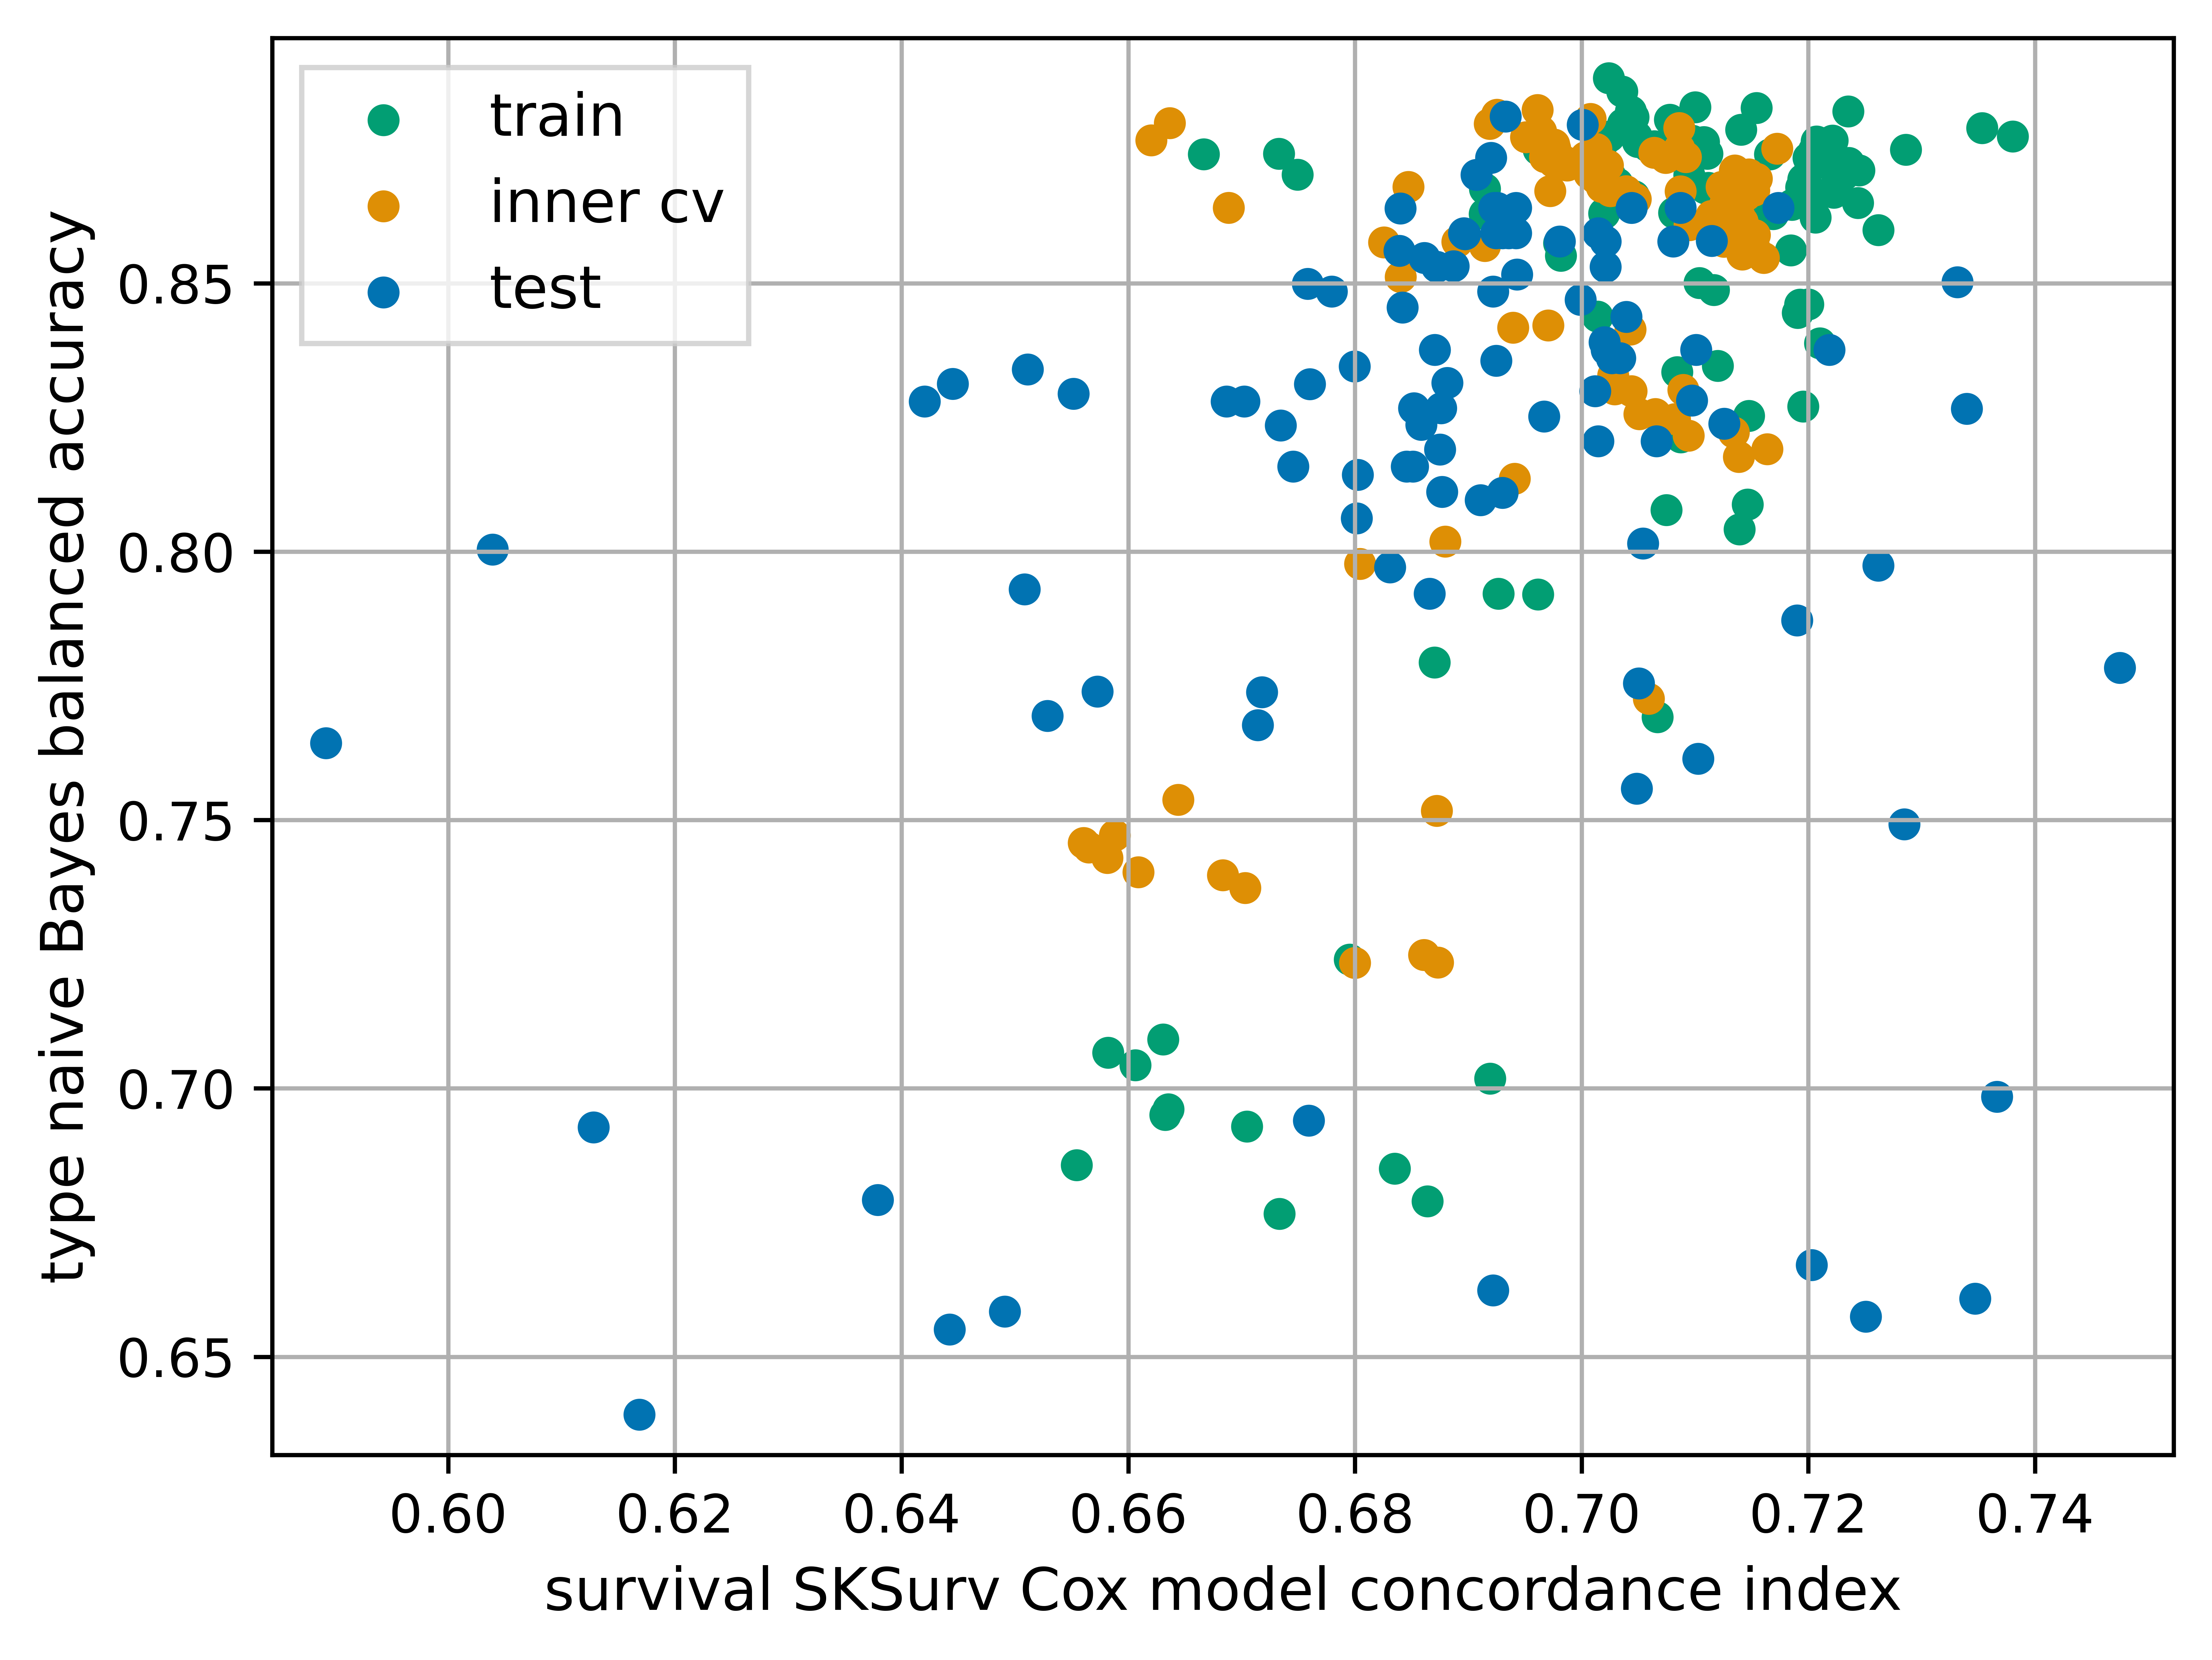 train
inner cv
test
type naive Bayes balanced accuracy
0.85
0.80
0.75
0.70
0.65
0.60 0.62 0.64 0.66 0.68 0.70 0.72 0.74
survival SKSurv Cox model concordance index